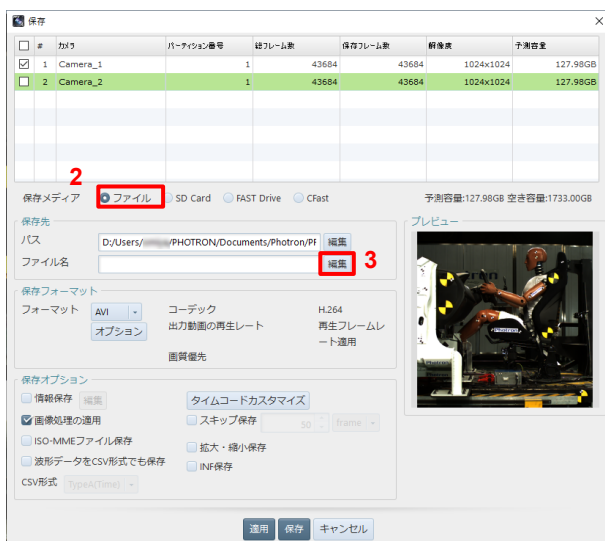 保存
# カメラ パーティション番号 総フレーム数 保存フレーム数 解像度 予測容量
1 Camera_1 1 43684 43684 1024x1024 127.98GB
2 Camera_2 1 43684 43684 1024x1024 127.98GB
2
保存メディア ファイル SD Card FAST Drive CFast 予測容量:127.98GB 空き容量:1733.00GB
保存先
パス D:/Users/ /PHOTRON/Documents/Photron/PF 編集
ファイル名 編集 3
プレビュー
Photron
保存フォーマット
フォーマット AVI コーデック H.264
オプション 出力動画の再生レート 再生フレームレ
ート適用
画質優先
保存オプション
情報保存 編集 タイムコードカスタマイズ
画像処理の適用 スキップ保存 50 frame
ISO-MMEファイル保存 拡大・縮小保存
波形データをCSV形式でも保存 INF保存
CSV形式 TypeA(Time)
適用 保存 キャンセル